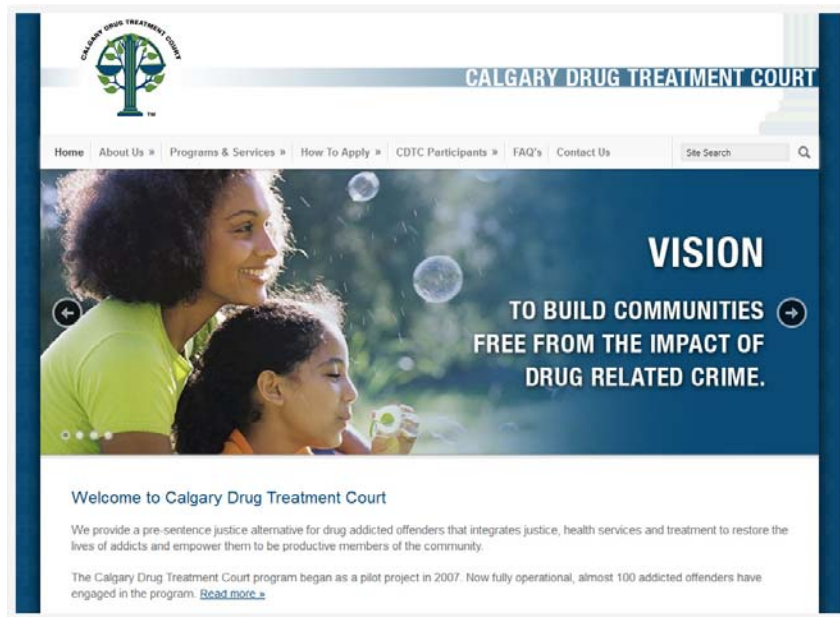 CALGARY DRUG TREATMENT COURT
TM
CALGARY DRUG TREATMENT COURT
Home About Us » Programs & Services » How To Apply » CDTC Participants » FAQ's Contact Us Site Search
VISION
TO BUILD COMMUNITIES
FREE FROM THE IMPACT OF
DRUG RELATED CRIME.
Welcome to Calgary Drug Treatment Court
We provide a pre-sentence justice alternative for drug addicted offenders that integrates justice, health services and treatment to restore the
lives of addicts and empower them to be productive members of the community.
The Calgary Drug Treatment Court program began as a pilot project in 2007. Now fully operational, almost 100 addicted offenders have
engaged in the program. Read more »